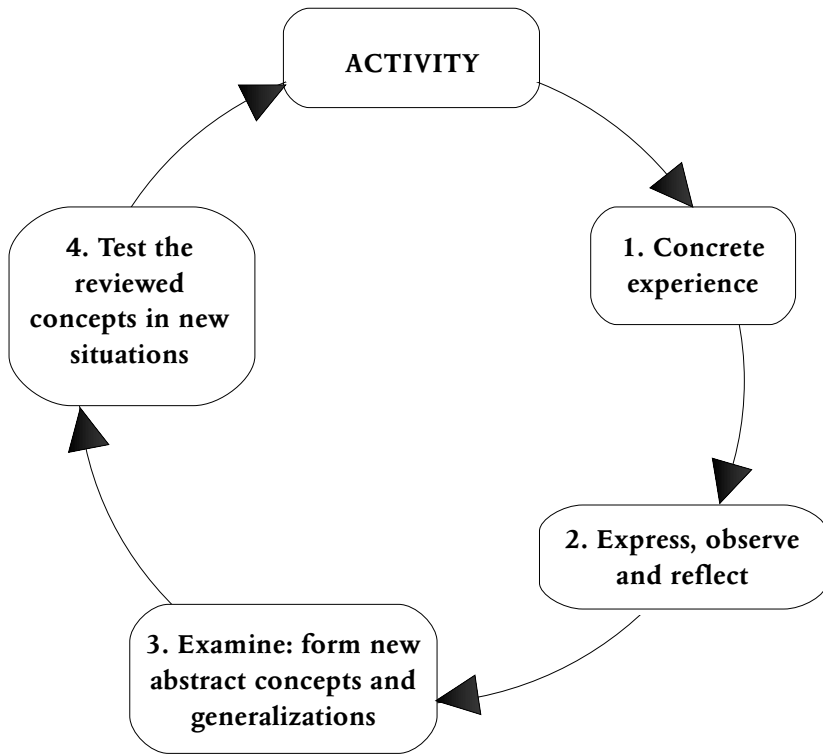 ACTIVITY
1. Concrete
experience
2. Express, observe
and reflect
3. Examine: form new
abstract concepts and
generalizations
4. Test the
reviewed
concepts in new
situations